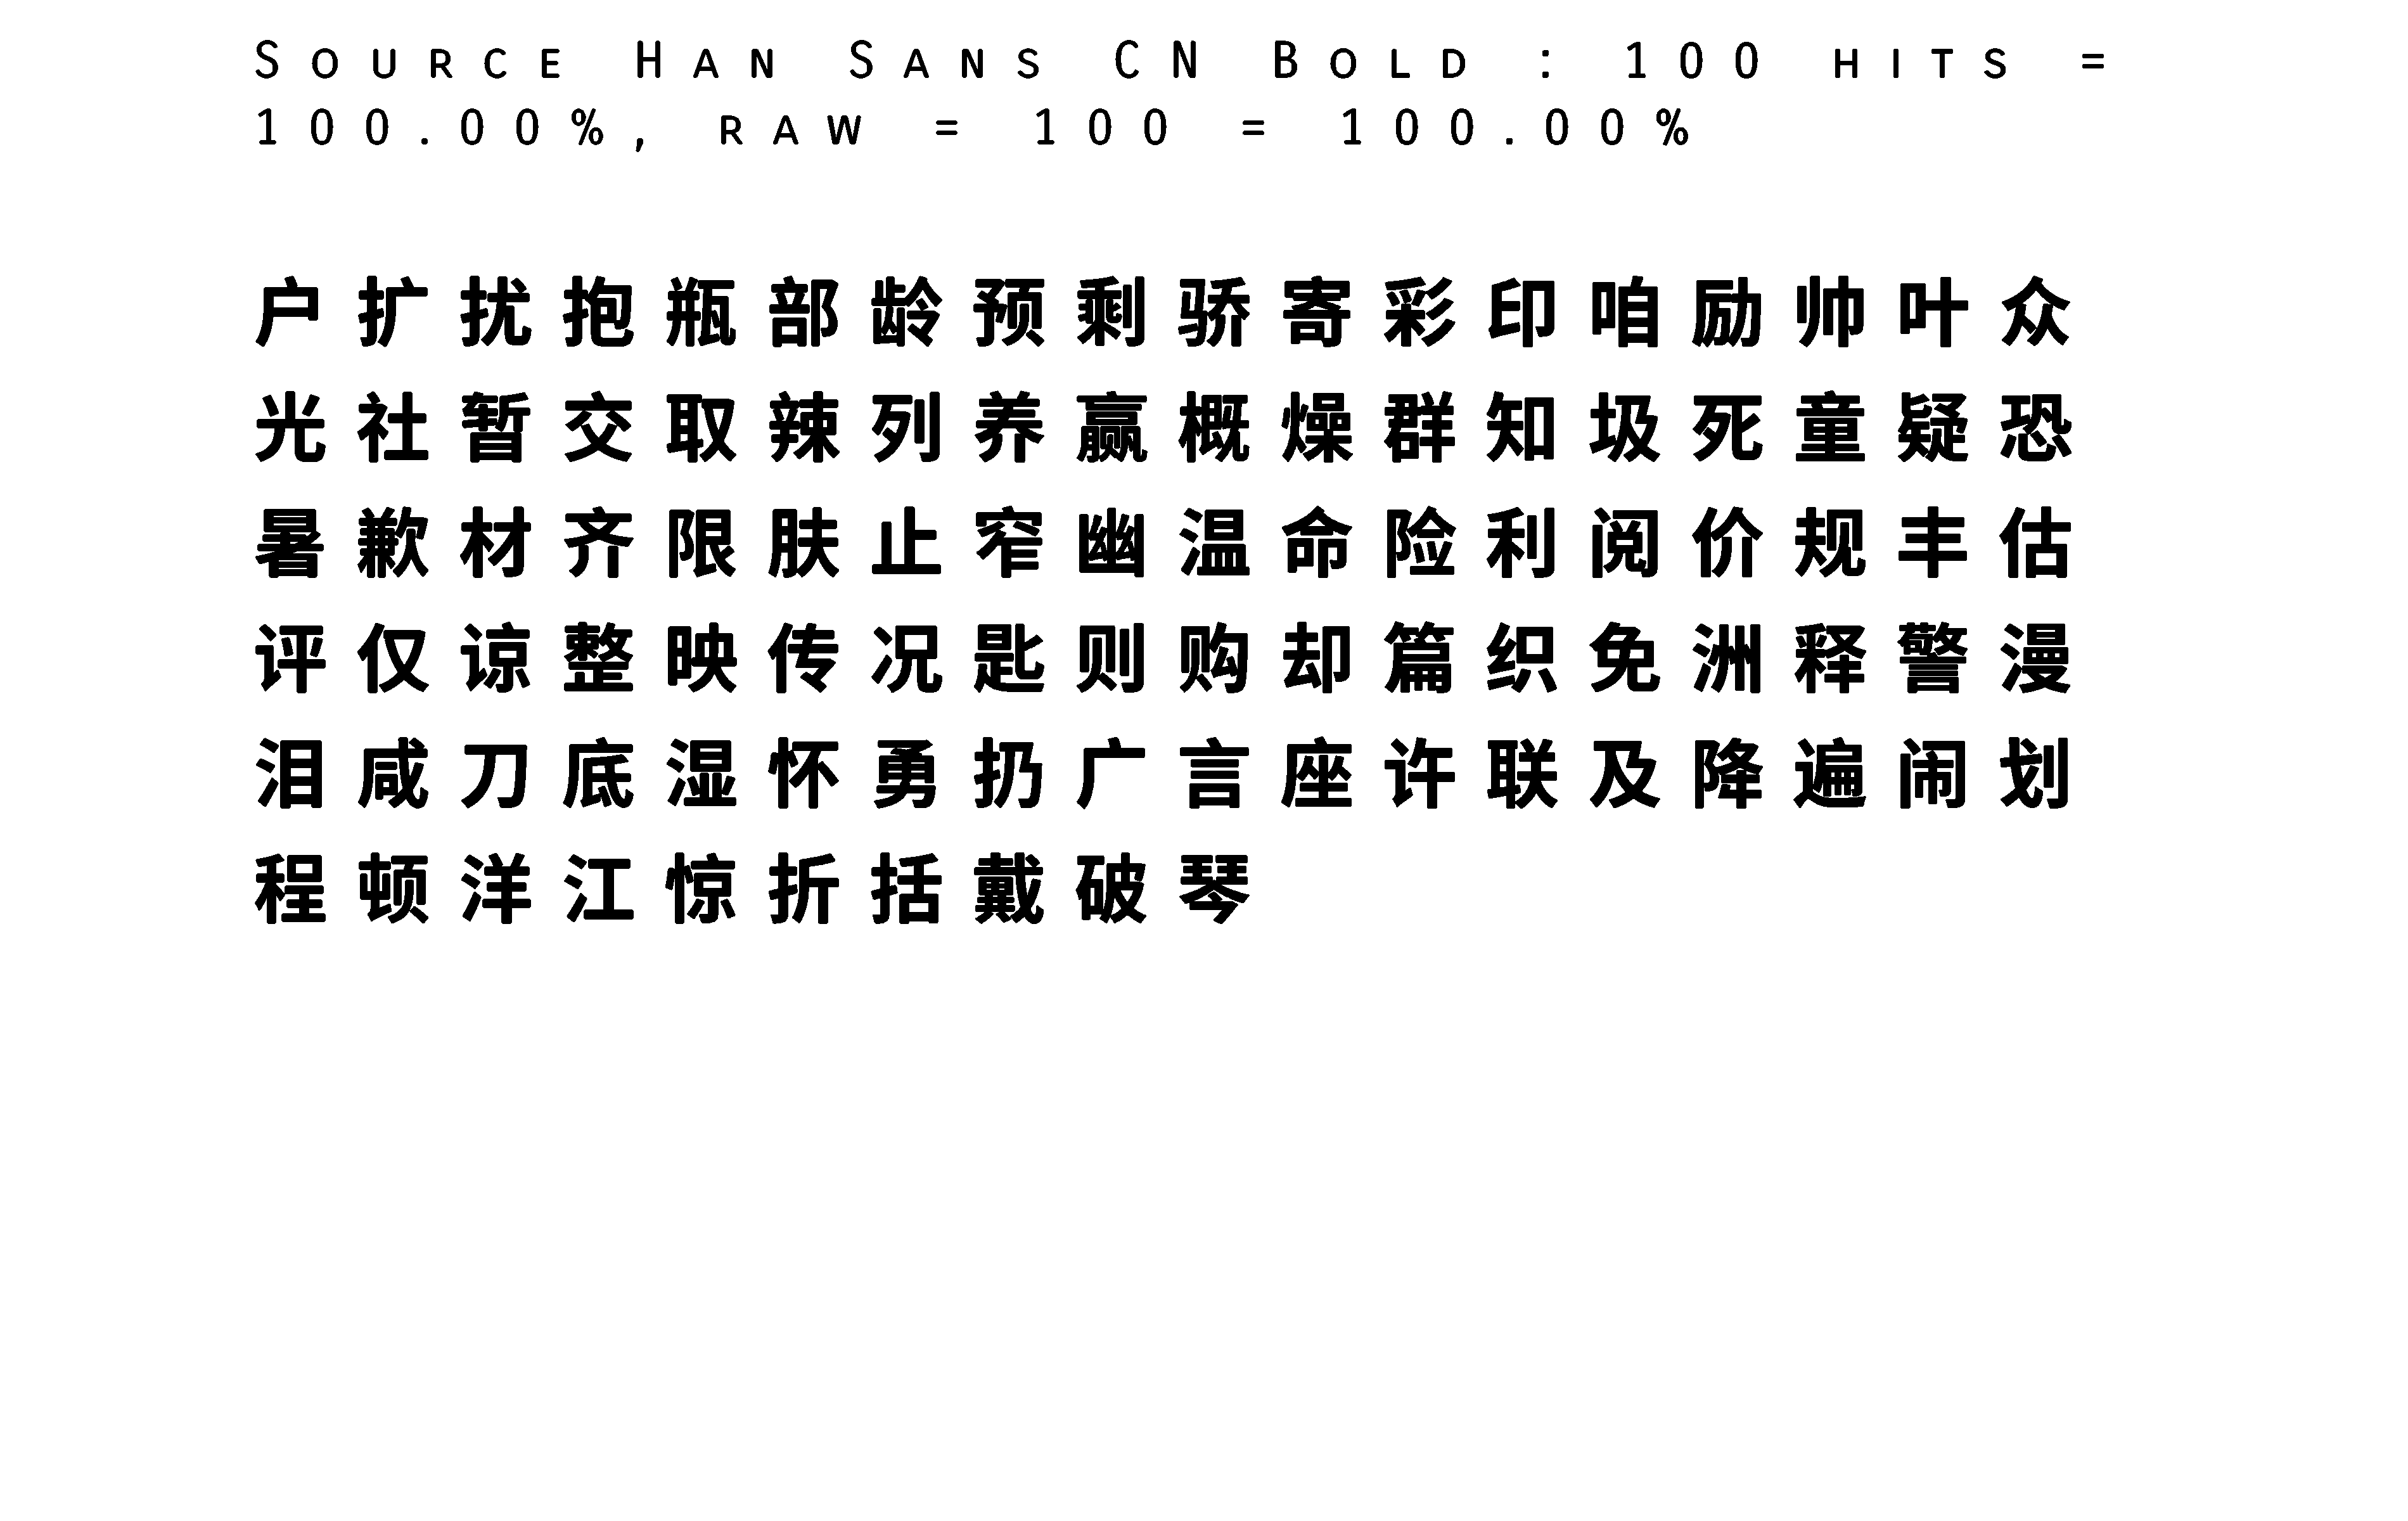 Source Han Sans CN Bold : 100 hits =
100.00%, raw = 100 = 100.00%
户扩扰抱瓶部龄预剩骄寄彩印咱励帅叶众
光社暂交取辣列养赢概燥群知圾死童疑恐
暑歉材齐限肤止窄幽温命险利阅价规丰估
评仅谅整映传况匙则购却篇织免洲释警漫
泪咸刀底湿怀勇扔广言座许联及降遍闹划
程顿洋江惊折括戴破琴